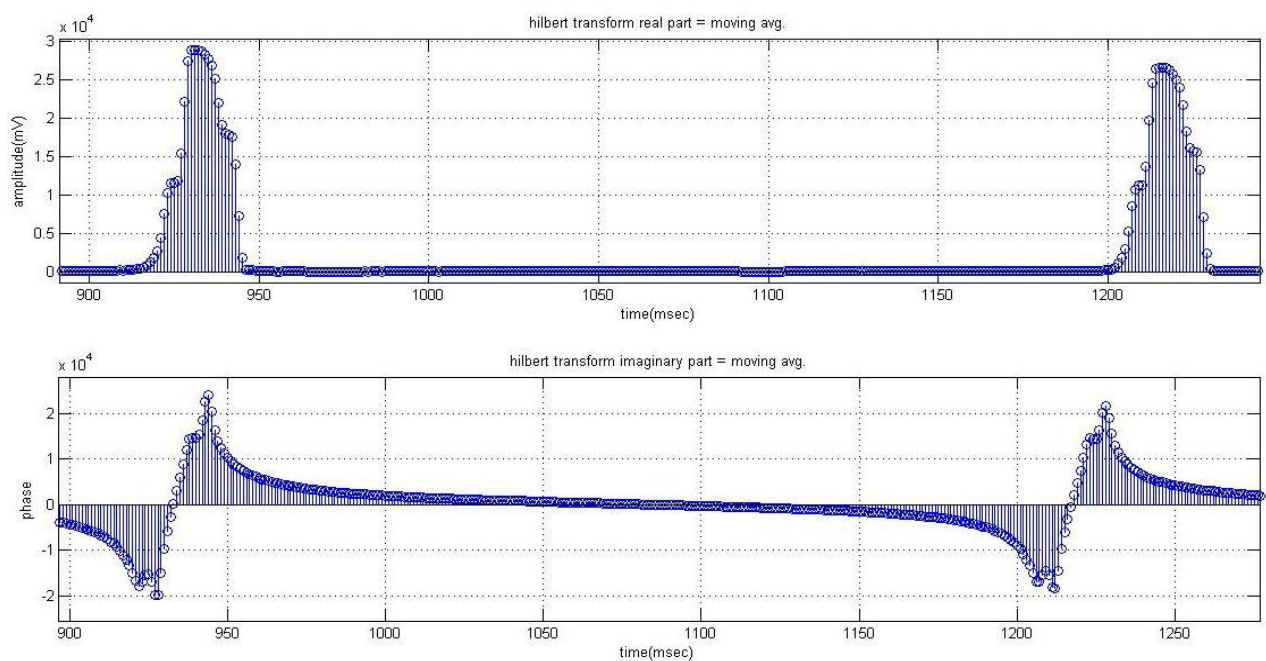 hilbert transform real part = moving avg.
x 10^4
3
2.5
2
1.5
1
0.5
0
amplitude(mV)
900 950 1000 1050 1100 1150 1200
time(msec)
hilbert transform imaginary part = moving avg.
x 10^4
2
1
0
-1
-2
phase
900 950 1000 1050 1100 1150 1200 1250
time(msec)